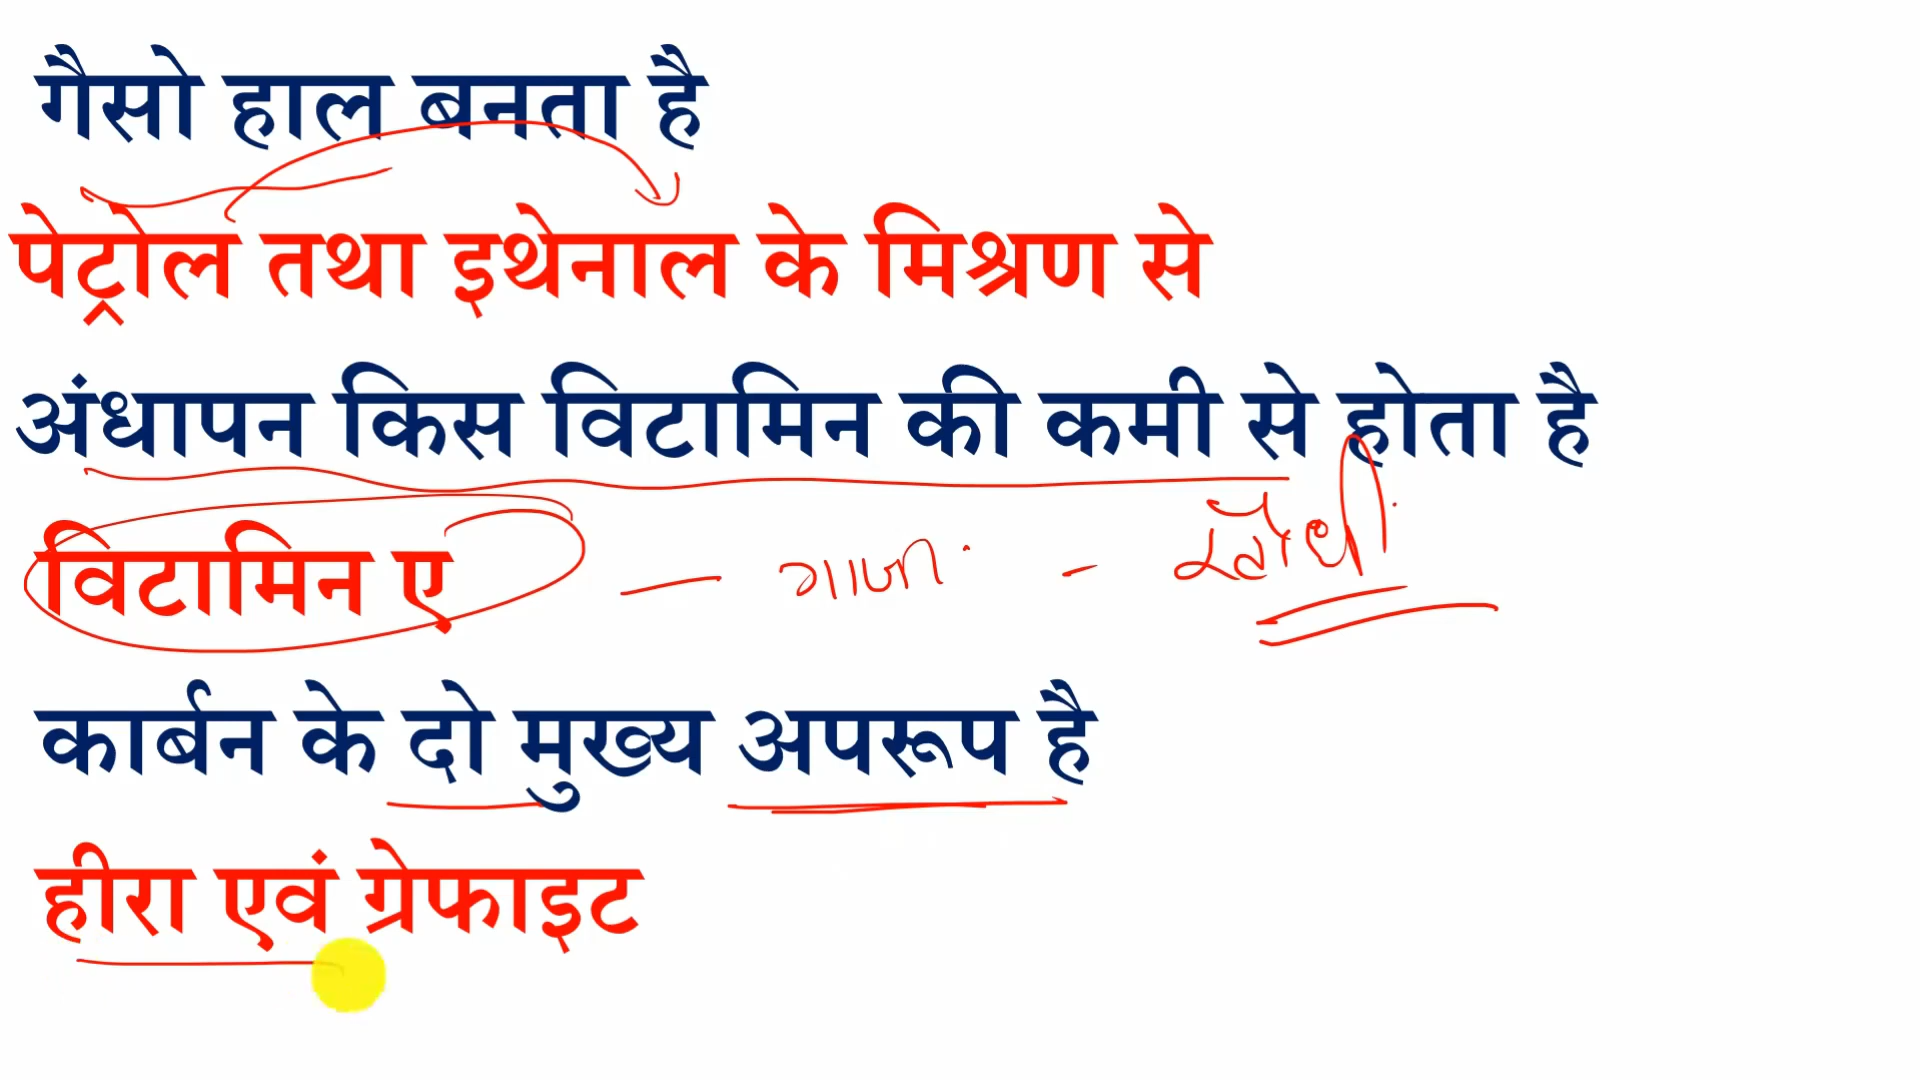 गैसो हाल बनता है
पेट्रोल तथा इथेनाल के मिश्रण से
अंधापन किस विटामिन की कमी से होता है
विटामिन ए
कार्बन के दो मुख्य अपरूप है
हीरा एवं ग्रेफाइट